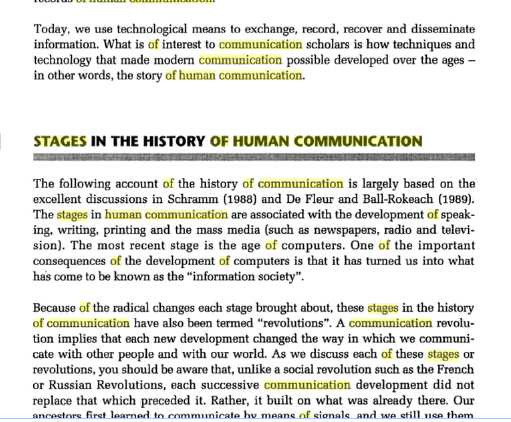 records of human communication.
Today, we use technological means to exchange, record, recover and disseminate
information. What is of interest to communication scholars is how techniques and
technology that made modern communication possible developed over the ages –
in other words, the story of human communication.
STAGES IN THE HISTORY OF HUMAN COMMUNICATION
The following account of the history of communication is largely based on the
excellent discussions in Schramm (1988) and De Fleur and Ball-Rokeach (1989).
The stages in human communication are associated with the development of speak-
ing, writing, printing and the mass media (such as newspapers, radio and televi-
sion). The most recent stage is the age of computers. One of the important
consequences of the development of computers is that it has turned us into what
has come to be known as the “information society”.
Because of the radical changes each stage brought about, these stages in the history
of communication have also been termed “revolutions”. A communication revolu-
tion implies that each new development changed the way in which we communi-
cate with other people and with our world. As we discuss each of these stages or
revolutions, you should be aware that, unlike a social revolution such as the French
or Russian Revolutions, each successive communication development did not
replace that which preceded it. Rather, it built on what was already there. Our
ancestors first learned to communicate by means of signals, and we still use them